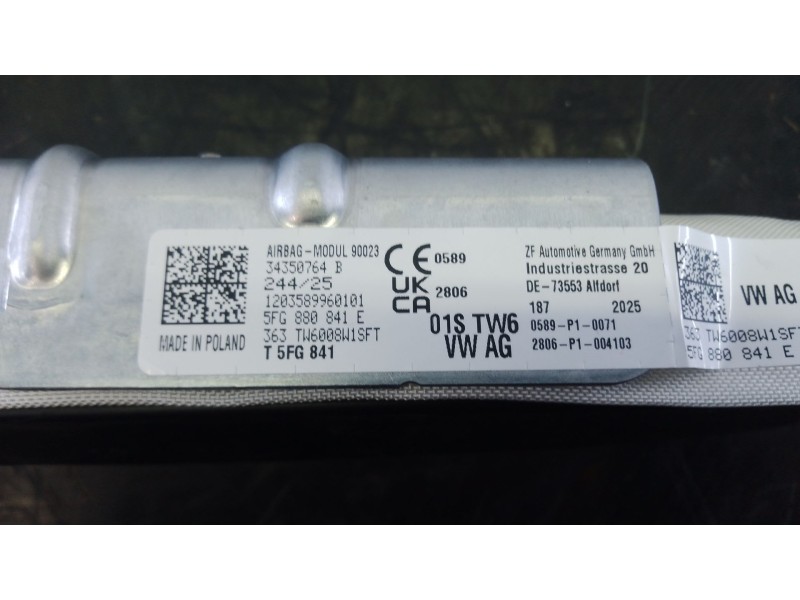 AIRBAG-MODUL 90023
34350764 B
244/25
1203589960101
5FG 880 841 E
363 TW6008W1SFT
T 5FG 841
MADE IN POLAND
CE 0589
UKCA 2806
01S TW6
VW AG
ZF Automotive Germany GmbH
Industriestrasse 20
DE-73553 Alfdorf
187 2025
0589-P1-0071
2806-P1-004103
VW AG
363 TW6008W1SFT
5FG 880 841 E